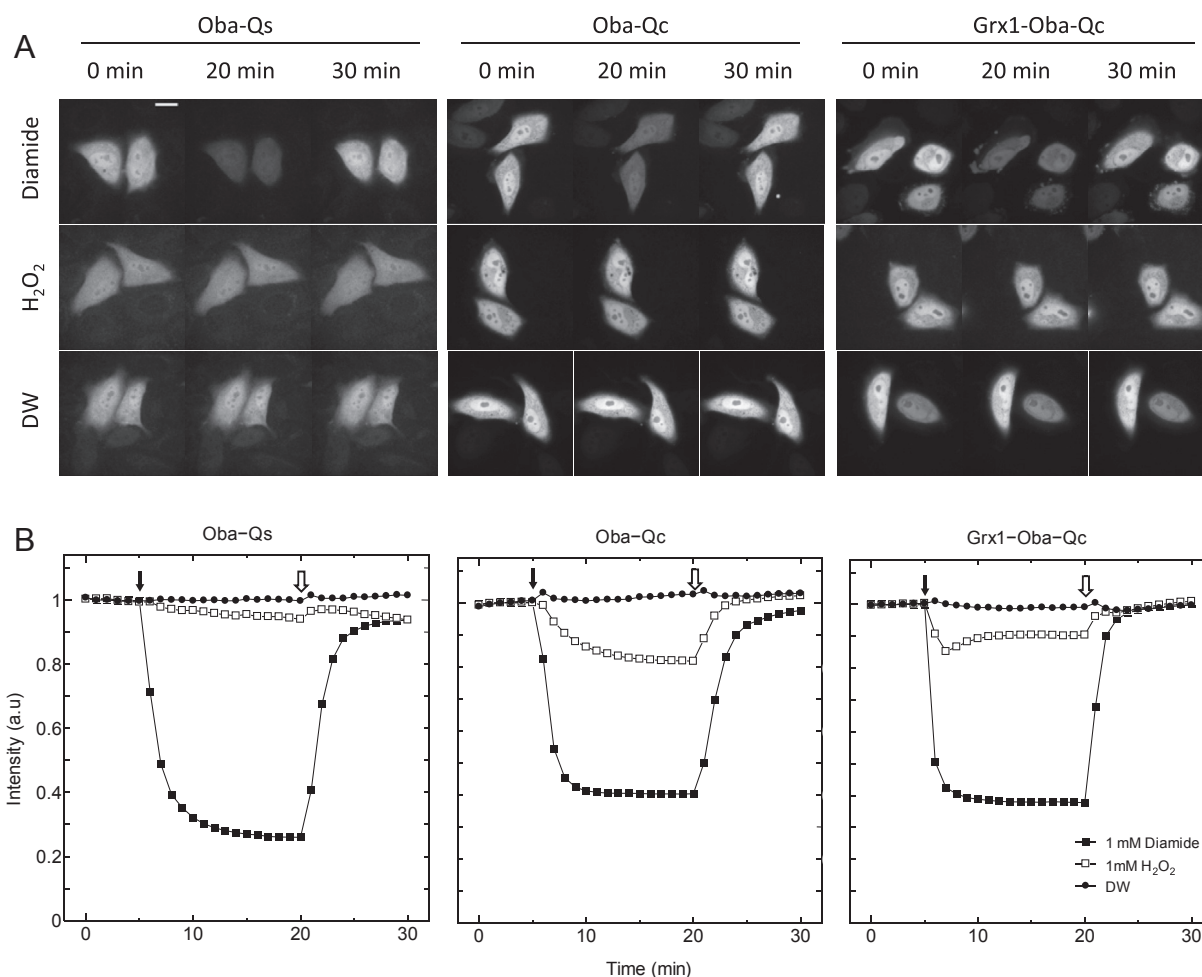 A
Oba-Qs Oba-Qc Grx1-Oba-Qc
0 min 20 min 30 min 0 min 20 min 30 min 0 min 20 min 30 min
Diamide
H₂O₂
DW
B
Oba−Qs Oba−Qc Grx1−Oba−Qc
1
0.8
0.6
0.4
0.2
0
Intensity (a.u)
1 mM Diamide
1mM H₂O₂
DW
0 10 20 30 0 10 20 30 0 10 20 30
Time (min)